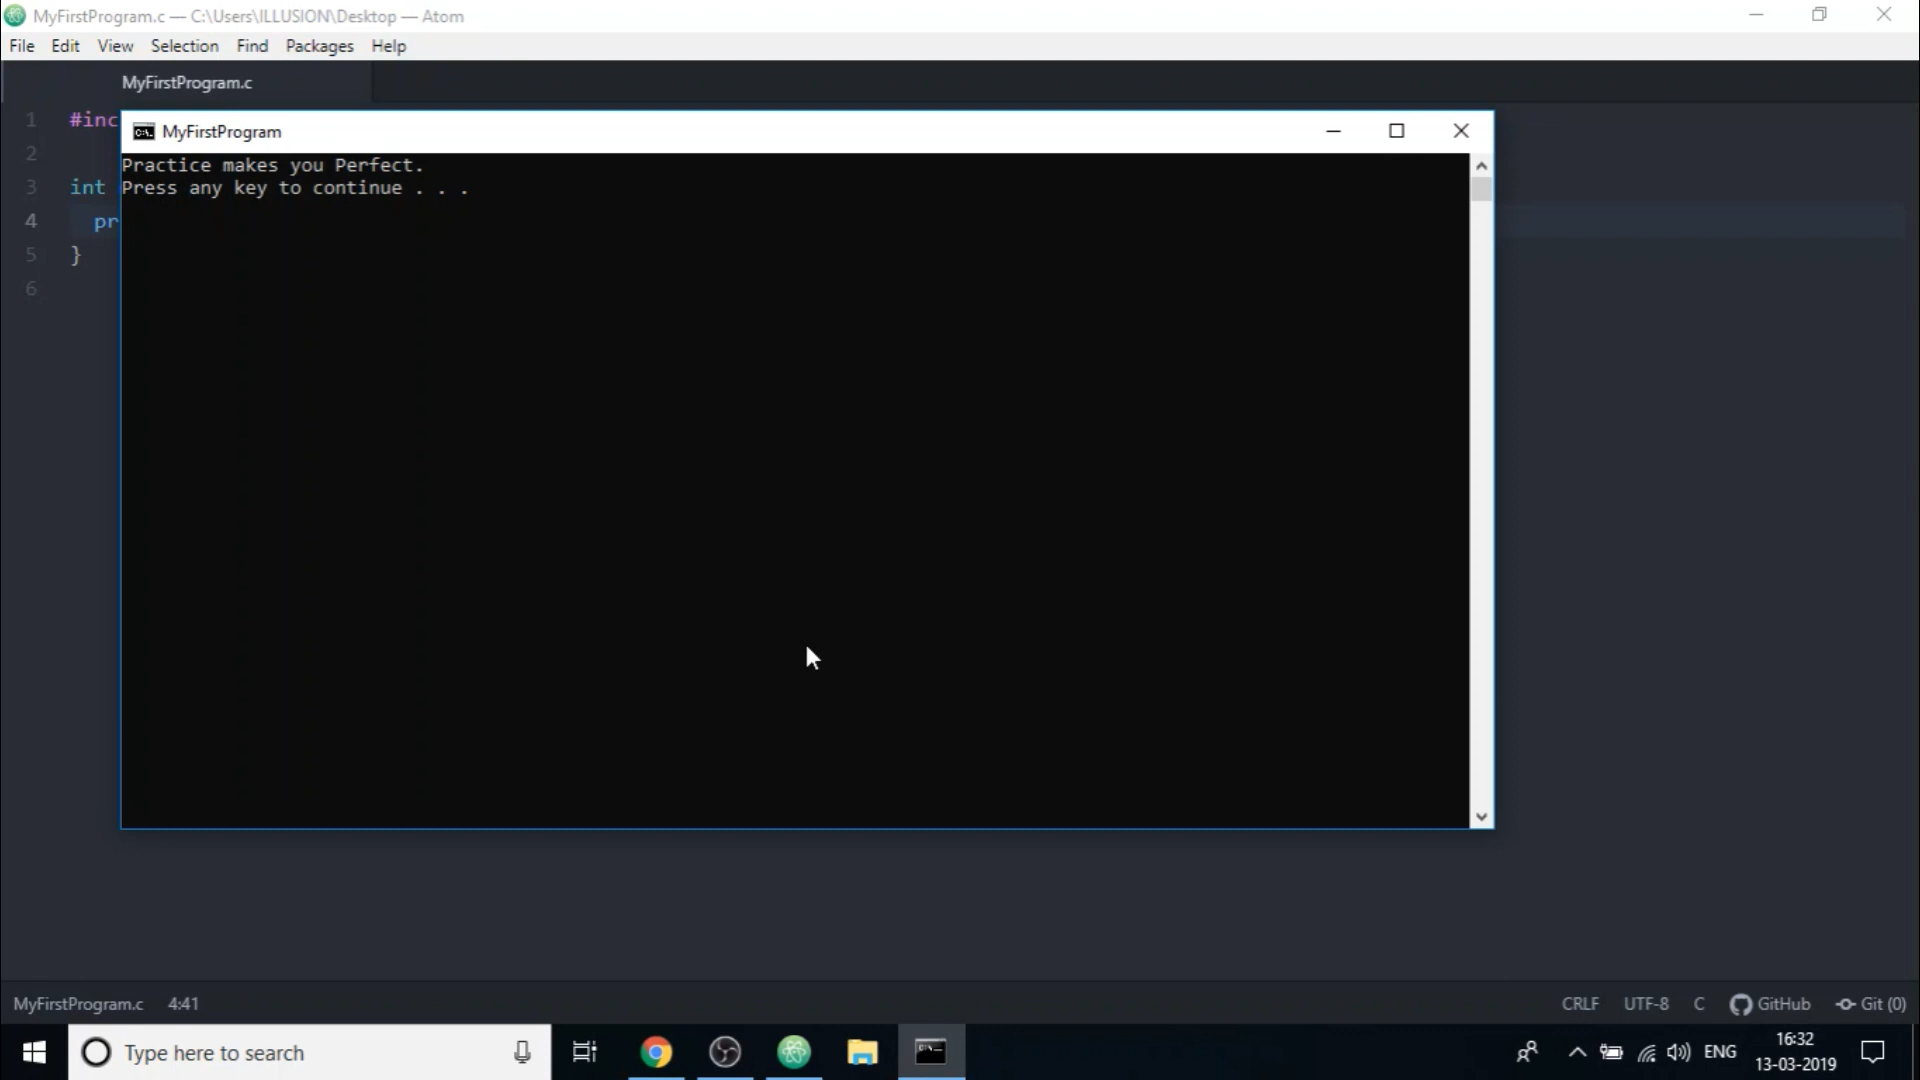 MyFirstProgram.c — C:\Users\ILLUSION\Desktop — Atom
File Edit View Selection Find Packages Help
MyFirstProgram.c
1 #inc
2
3 int
4 pr
5 }
6
MyFirstProgram
Practice makes you Perfect.
Press any key to continue . . .
MyFirstProgram.c 4:41 CRLF UTF-8 C GitHub Git (0)
Type here to search ENG 16:32
13-03-2019